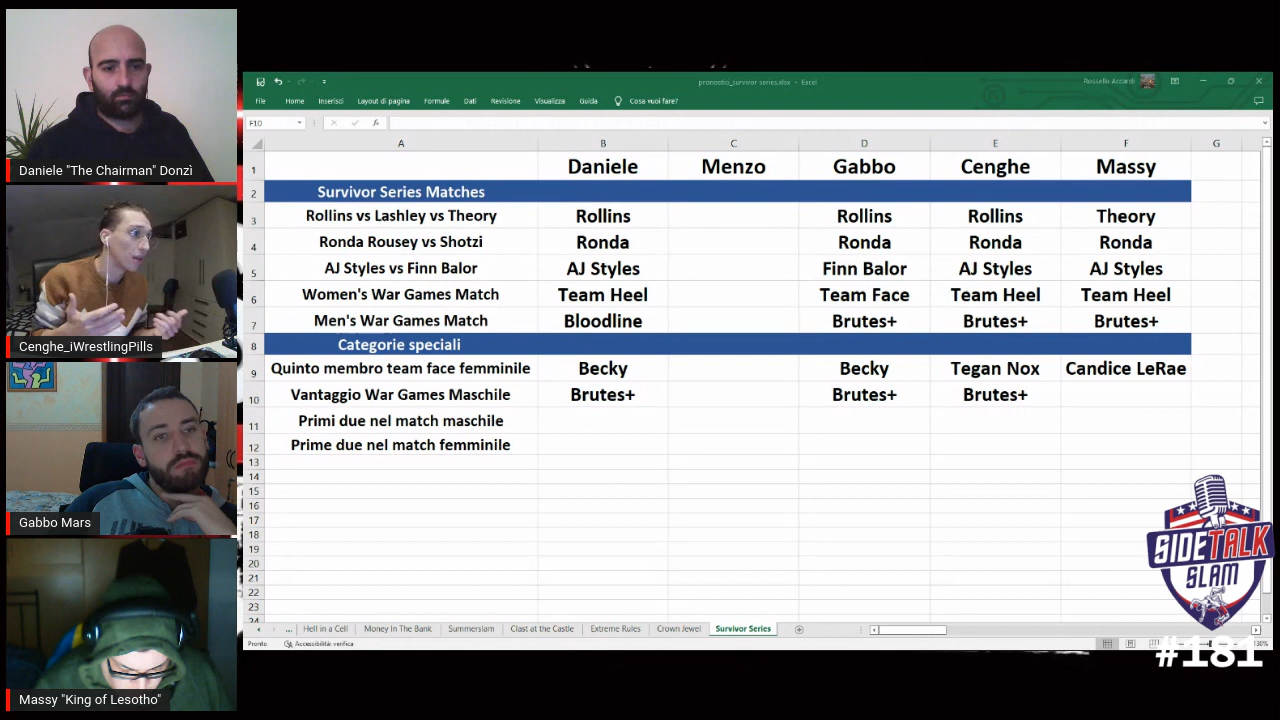 Daniele "The Chairman" Donzì
Cenghe_iWrestlingPills
Gabbo Mars
Massy "King of Lesotho"
pronostici_survivor series.xlsx - Excel
File Home Inserisci Layout di pagina Formule Dati Revisione Visualizza Guida Cosa vuoi fare?
F10 fx
A B C D E F G
1 Daniele Menzo Gabbo Cenghe Massy
2 Survivor Series Matches
3 Rollins vs Lashley vs Theory Rollins Rollins Rollins Theory
4 Ronda Rousey vs Shotzi Ronda Ronda Ronda Ronda
5 AJ Styles vs Finn Balor AJ Styles Finn Balor AJ Styles AJ Styles
6 Women's War Games Match Team Heel Team Face Team Heel Team Heel
7 Men's War Games Match Bloodline Brutes+ Brutes+ Brutes+
8 Categorie speciali
9 Quinto membro team face femminile Becky Becky Tegan Nox Candice LeRae
10 Vantaggio War Games Maschile Brutes+ Brutes+ Brutes+
11 Primi due nel match maschile
12 Prime due nel match femminile
13
14
15
16
17
18
19
20
21
22
23
24
... Hell in a Cell Money In The Bank Summerslam Clast at the Castle Extreme Rules Crown Jewel Survivor Series
Pronto Accessibilità verifica
SIDETALK
SLAM
#181